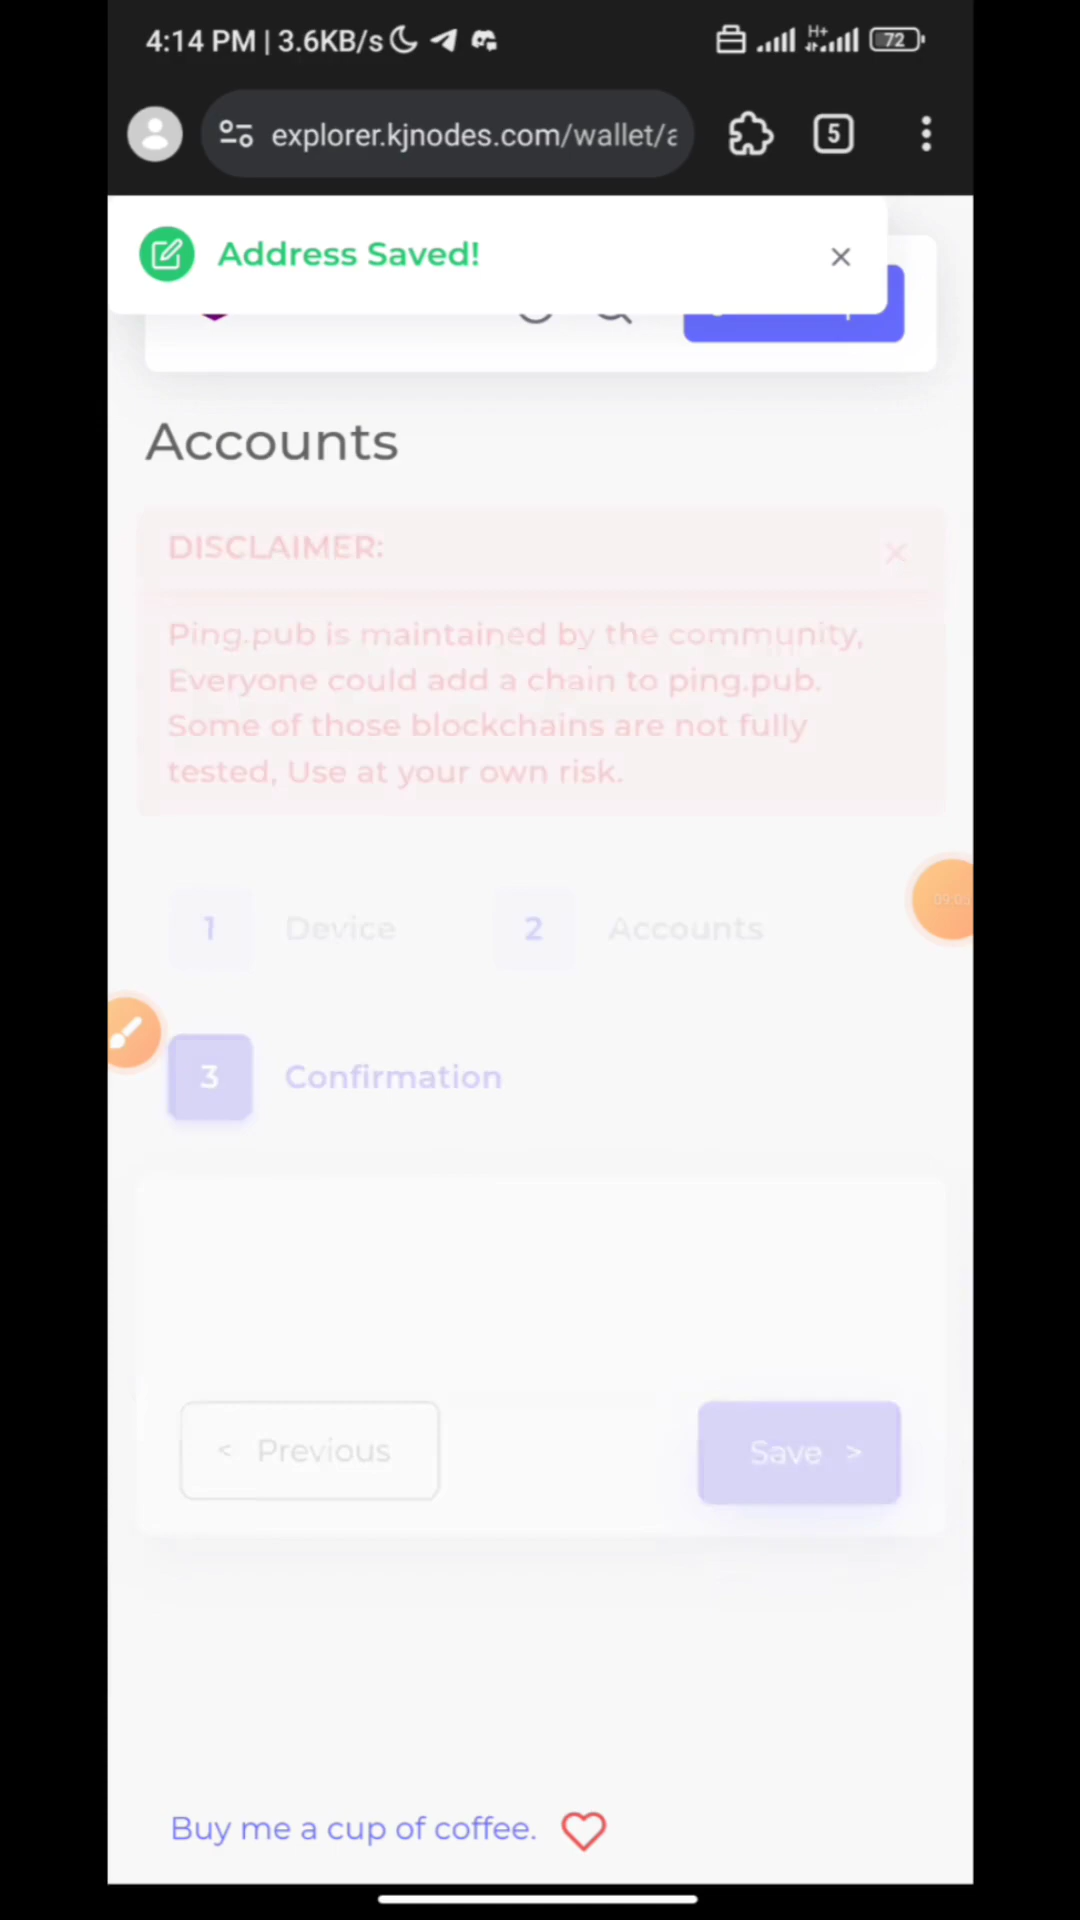 4:14 PM | 3.6KB/s H+ 72
explorer.kjnodes.com/wallet/a 5
Address Saved!
Accounts
DISCLAIMER:
Ping.pub is maintained by the community,
Everyone could add a chain to ping.pub.
Some of those blockchains are not fully
tested, Use at your own risk.
1 Device 2 Accounts
09:05
3 Confirmation
< Previous Save >
Buy me a cup of coffee.